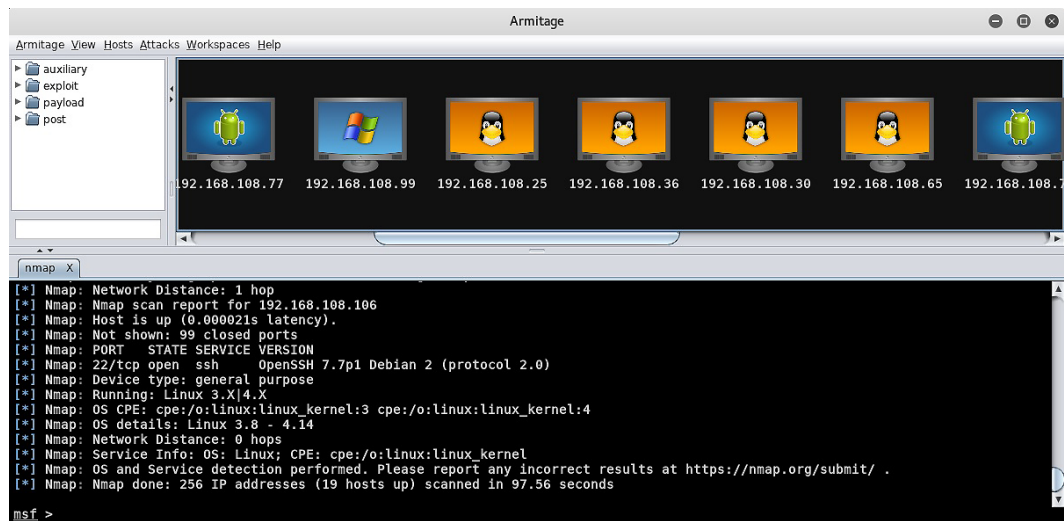 Armitage
Armitage View Hosts Attacks Workspaces Help
auxiliary
exploit
payload
post
192.168.108.77 192.168.108.99 192.168.108.25 192.168.108.36 192.168.108.30 192.168.108.65 192.168.108.7
nmap X
[*] Nmap: Network Distance: 1 hop
[*] Nmap: Nmap scan report for 192.168.108.106
[*] Nmap: Host is up (0.000021s latency).
[*] Nmap: Not shown: 99 closed ports
[*] Nmap: PORT STATE SERVICE VERSION
[*] Nmap: 22/tcp open ssh OpenSSH 7.7p1 Debian 2 (protocol 2.0)
[*] Nmap: Device type: general purpose
[*] Nmap: Running: Linux 3.X|4.X
[*] Nmap: OS CPE: cpe:/o:linux:linux_kernel:3 cpe:/o:linux:linux_kernel:4
[*] Nmap: OS details: Linux 3.8 - 4.14
[*] Nmap: Network Distance: 0 hops
[*] Nmap: Service Info: OS: Linux; CPE: cpe:/o:linux:linux_kernel
[*] Nmap: OS and Service detection performed. Please report any incorrect results at https://nmap.org/submit/ .
[*] Nmap: Nmap done: 256 IP addresses (19 hosts up) scanned in 97.56 seconds
msf >